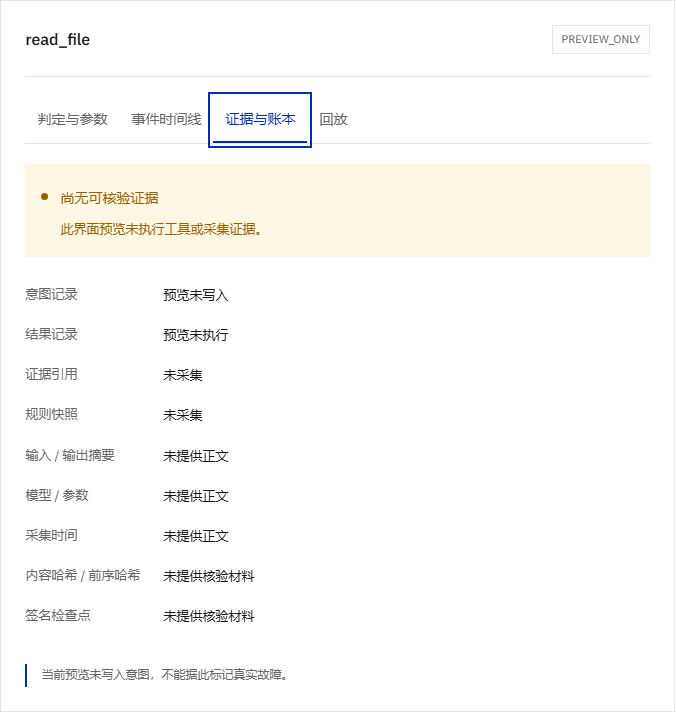 read_file
PREVIEW_ONLY
判定与参数 事件时间线 证据与账本 回放
尚无可核验证据
此界面预览未执行工具或采集证据。
意图记录 预览未写入
结果记录 预览未执行
证据引用 未采集
规则快照 未采集
输入 / 输出摘要 未提供正文
模型 / 参数 未提供正文
采集时间 未提供正文
内容哈希 / 前序哈希 未提供核验材料
签名检查点 未提供核验材料
当前预览未写入意图，不能据此标记真实故障。